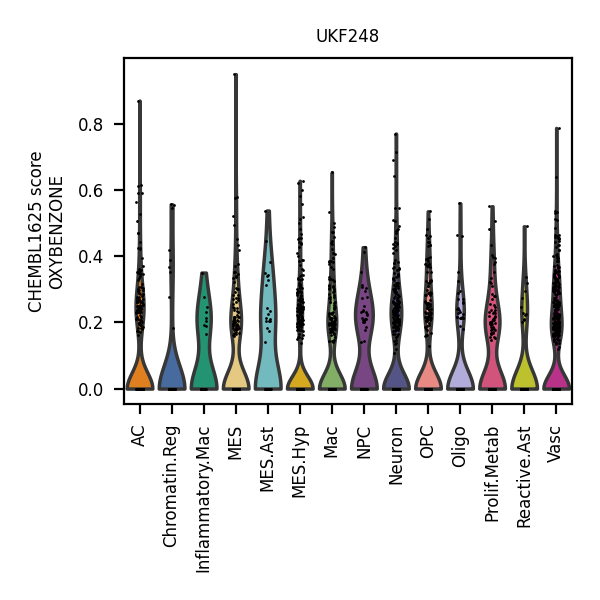 UKF248
CHEMBL1625 score
OXYBENZONE
0.8
0.6
0.4
0.2
0.0
AC
Chromatin.Reg
Inflammatory.Mac
MES
MES.Ast
MES.Hyp
Mac
NPC
Neuron
OPC
Oligo
Prolif.Metab
Reactive.Ast
Vasc